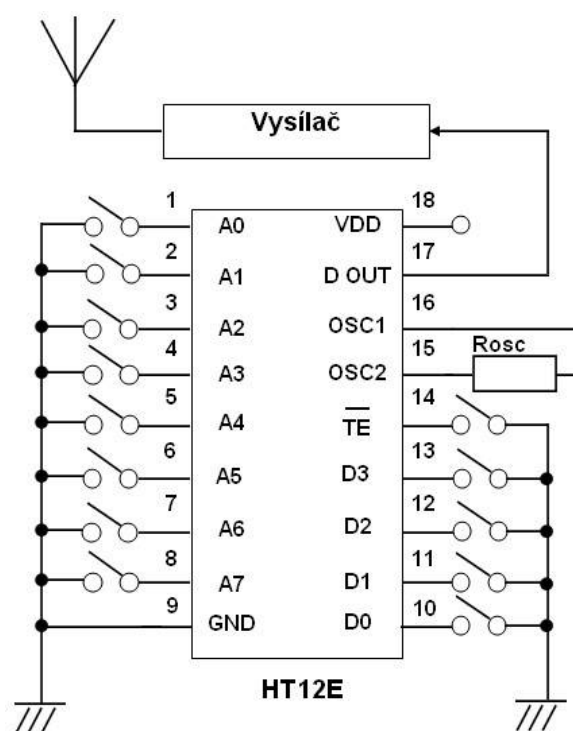 Vysílač
1 A0 VDD 18
2 A1 D OUT 17
3 A2 OSC1 16
4 A3 OSC2 15 Rosc
5 A4 TE 14
6 A5 D3 13
7 A6 D2 12
8 A7 D1 11
9 GND D0 10
HT12E